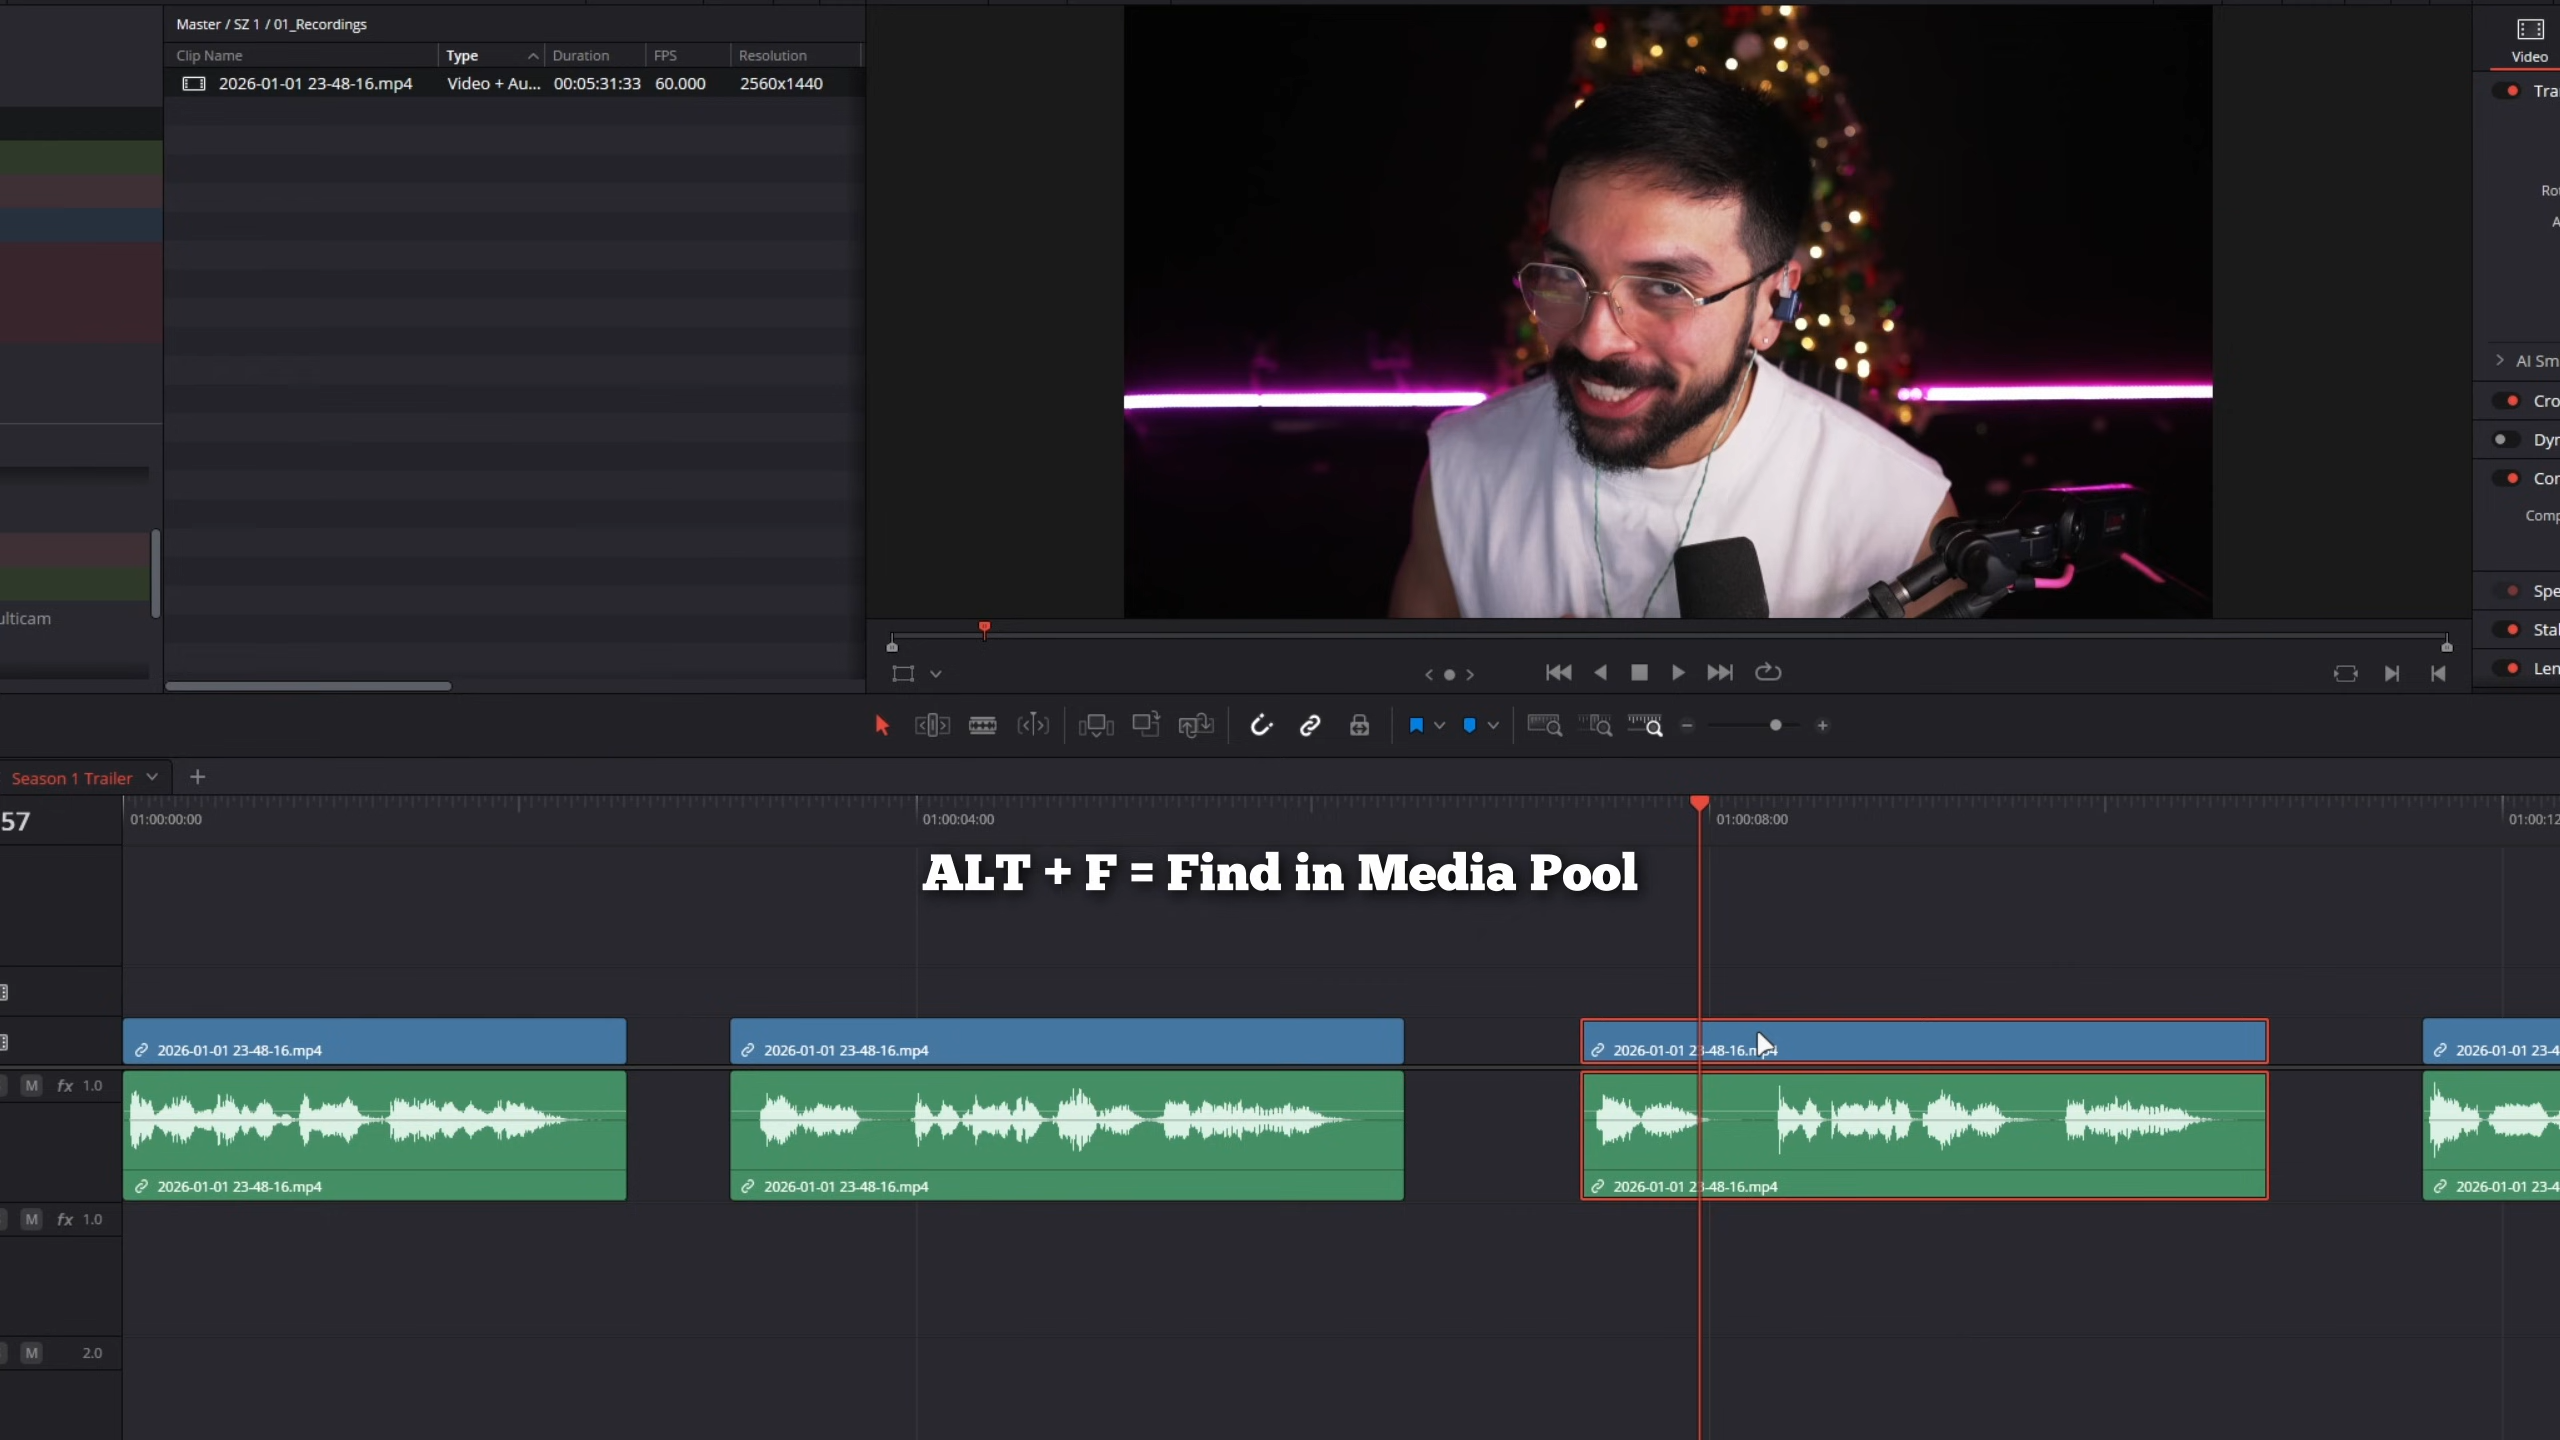 Master / SZ 1 / 01_Recordings
Clip Name Type Duration FPS Resolution
2026-01-01 23-48-16.mp4 Video + Au... 00:05:31:33 60.000 2560x1440
ulticam
Video
Tra
Ro
A
AI Sm
Cro
Dyn
Com
Comp
Spe
Stal
Len
Season 1 Trailer
57
01:00:00:00 01:00:04:00 01:00:08:00 01:00:12
ALT + F = Find in Media Pool
2026-01-01 23-48-16.mp4 2026-01-01 23-48-16.mp4 2026-01-01 23-48-16.mp4 2026-01-01 23-4
M fx 1.0
2026-01-01 23-48-16.mp4 2026-01-01 23-48-16.mp4 2026-01-01 23-48-16.mp4 2026-01-01 23-4
M fx 1.0
M 2.0